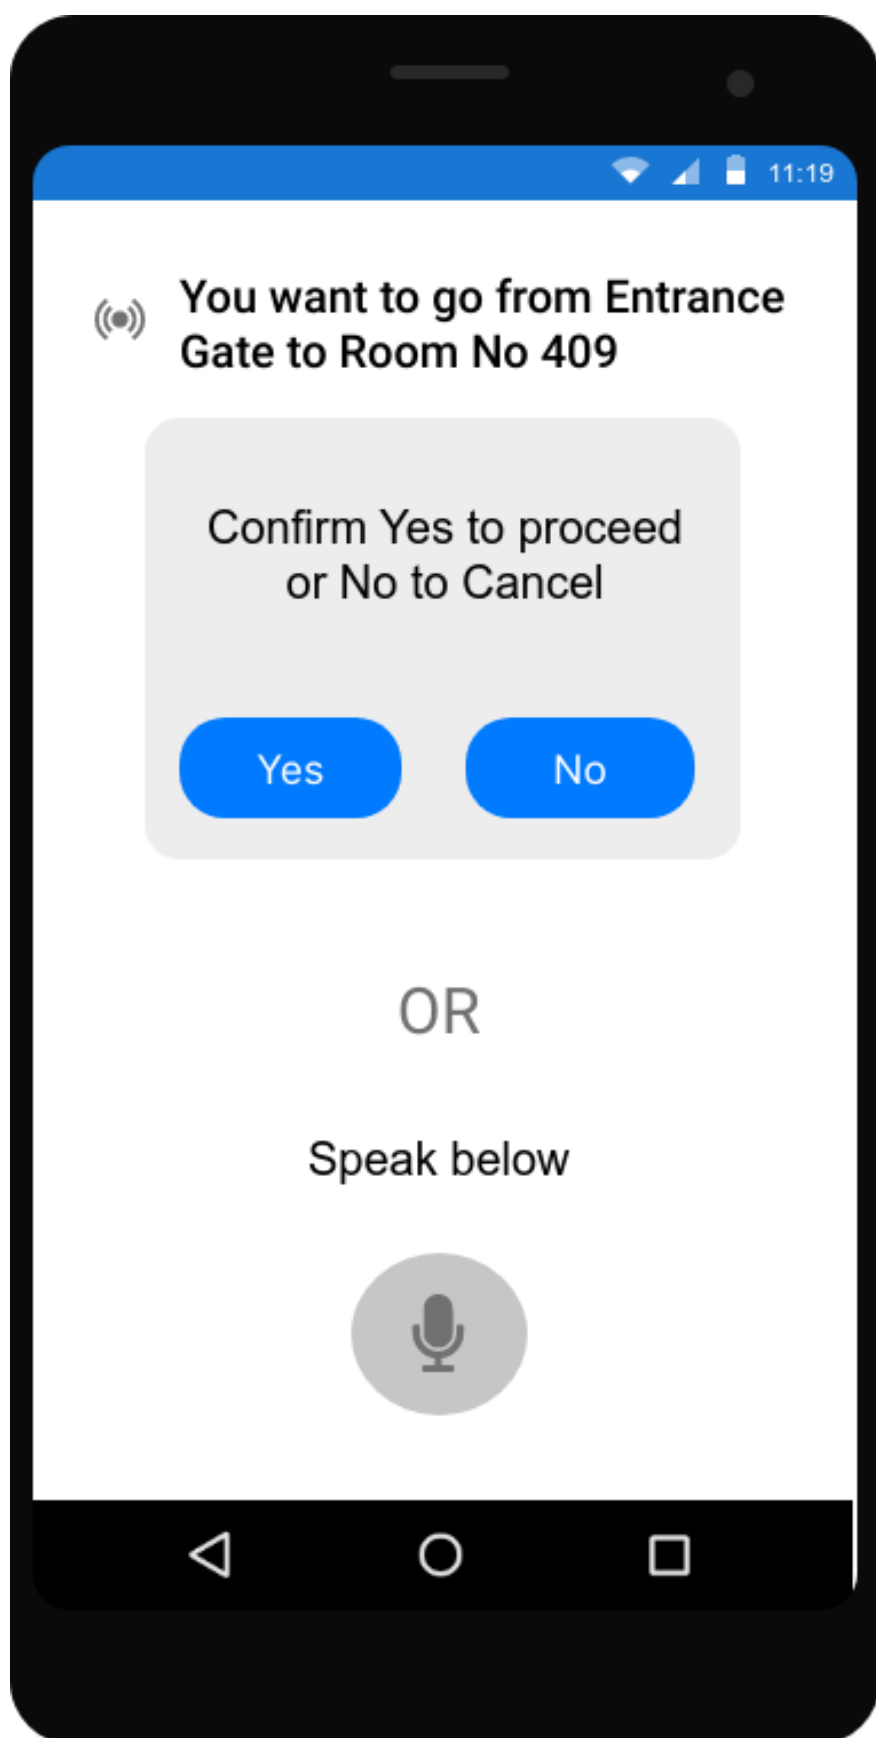 11:19
You want to go from Entrance
Gate to Room No 409
Confirm Yes to proceed
or No to Cancel
Yes
No
OR
Speak below